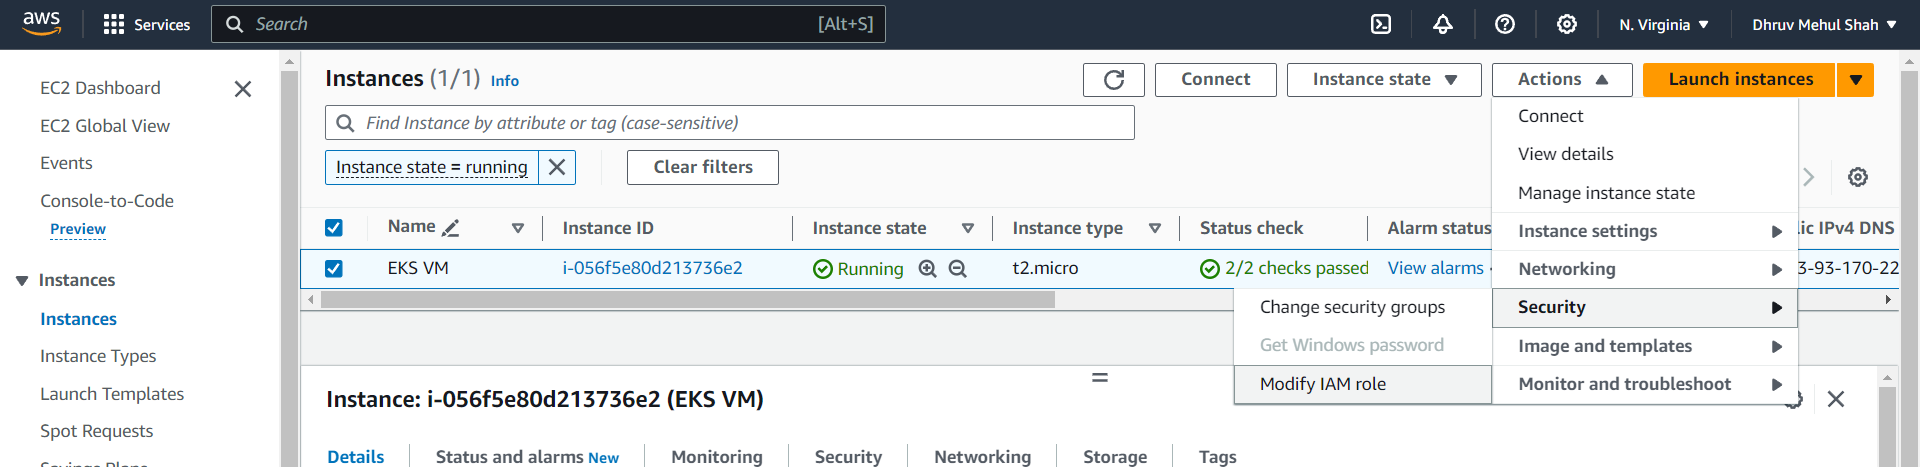 aws
Services
Search
[Alt+S]
N. Virginia
Dhruv Mehul Shah
EC2 Dashboard
EC2 Global View
Events
Console-to-Code
Preview
Instances
Instances
Instance Types
Launch Templates
Spot Requests
Savings Plans
Instances (1/1) Info
Connect
Instance state
Actions
Launch instances
Find Instance by attribute or tag (case-sensitive)
Instance state = running
Clear filters
Name
Instance ID
Instance state
Instance type
Status check
Alarm status
lic IPv4 DNS
EKS VM
i-056f5e80d213736e2
Running
t2.micro
2/2 checks passed
View alarms
3-93-170-22
Connect
View details
Manage instance state
Instance settings
Networking
Security
Image and templates
Monitor and troubleshoot
Change security groups
Get Windows password
Modify IAM role
Instance: i-056f5e80d213736e2 (EKS VM)
Details
Status and alarms New
Monitoring
Security
Networking
Storage
Tags